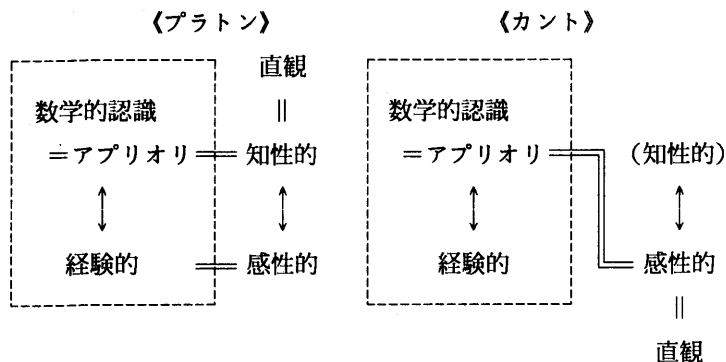 《プラトン》
直観
||
数学的認識
=アプリオリ
知性的
経験的
感性的
《カント》
数学的認識
=アプリオリ
(知性的)
経験的
感性的
||
直観